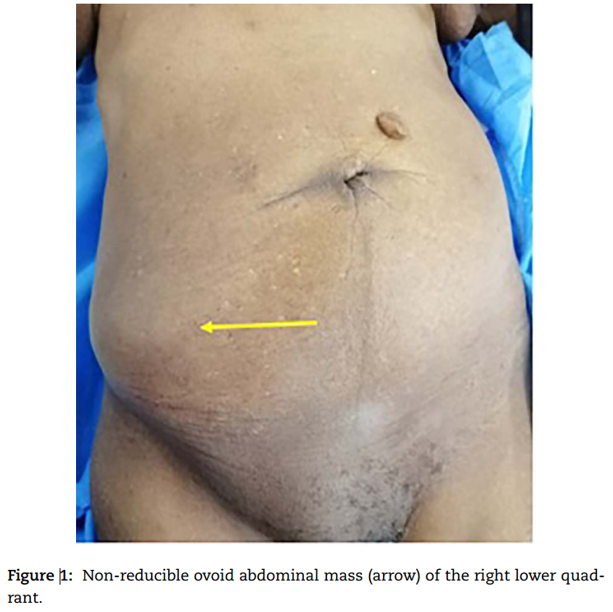 Figure 1: Non-reducible ovoid abdominal mass (arrow) of the right lower quad-
rant.